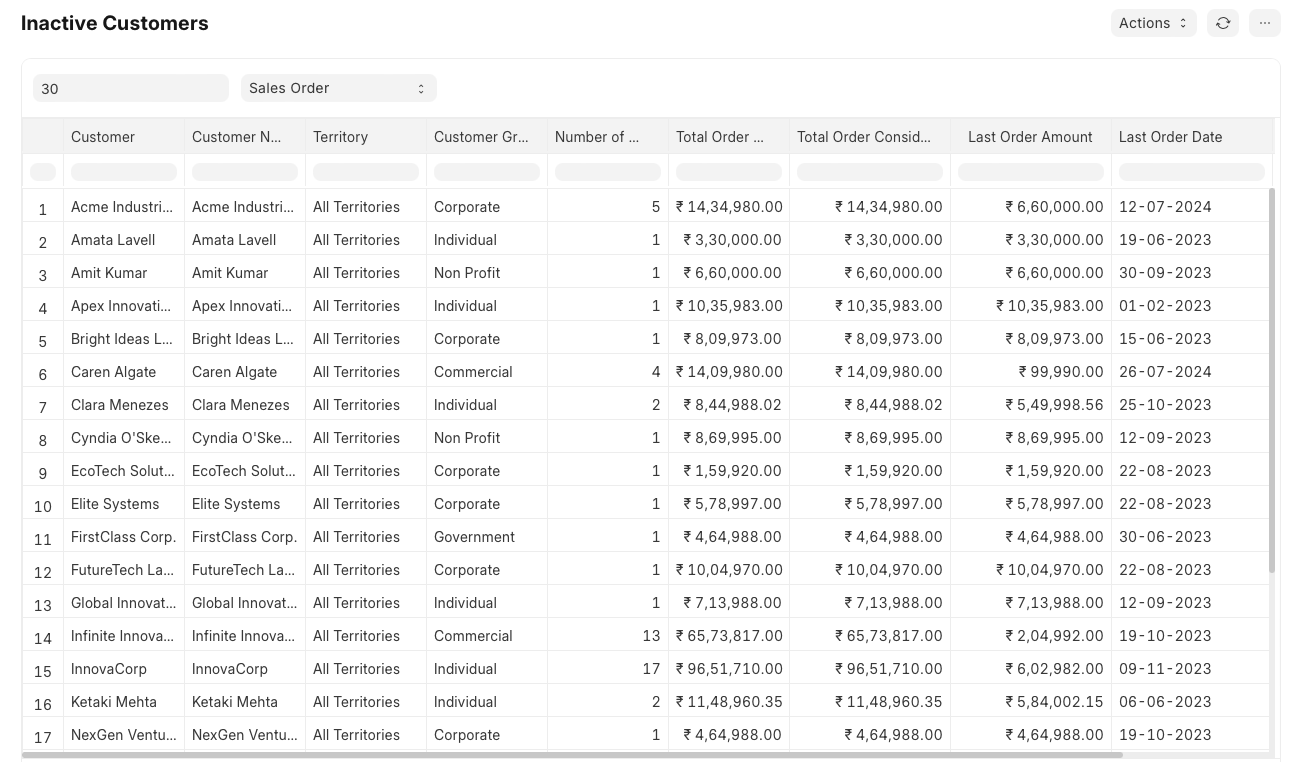 Inactive Customers
Actions
30
Sales Order
Customer Customer N... Territory Customer Gr... Number of ... Total Order ... Total Order Consid... Last Order Amount Last Order Date
1 Acme Industri... Acme Industri... All Territories Corporate 5 ₹ 14,34,980.00 ₹ 14,34,980.00 ₹ 6,60,000.00 12-07-2024
2 Amata Lavell Amata Lavell All Territories Individual 1 ₹ 3,30,000.00 ₹ 3,30,000.00 ₹ 3,30,000.00 19-06-2023
3 Amit Kumar Amit Kumar All Territories Non Profit 1 ₹ 6,60,000.00 ₹ 6,60,000.00 ₹ 6,60,000.00 30-09-2023
4 Apex Innovati... Apex Innovati... All Territories Individual 1 ₹ 10,35,983.00 ₹ 10,35,983.00 ₹ 10,35,983.00 01-02-2023
5 Bright Ideas L... Bright Ideas L... All Territories Corporate 1 ₹ 8,09,973.00 ₹ 8,09,973.00 ₹ 8,09,973.00 15-06-2023
6 Caren Algate Caren Algate All Territories Commercial 4 ₹ 14,09,980.00 ₹ 14,09,980.00 ₹ 99,990.00 26-07-2024
7 Clara Menezes Clara Menezes All Territories Individual 2 ₹ 8,44,988.02 ₹ 8,44,988.02 ₹ 5,49,998.56 25-10-2023
8 Cyndia O'Ske... Cyndia O'Ske... All Territories Non Profit 1 ₹ 8,69,995.00 ₹ 8,69,995.00 ₹ 8,69,995.00 12-09-2023
9 EcoTech Solut... EcoTech Solut... All Territories Corporate 1 ₹ 1,59,920.00 ₹ 1,59,920.00 ₹ 1,59,920.00 22-08-2023
10 Elite Systems Elite Systems All Territories Corporate 1 ₹ 5,78,997.00 ₹ 5,78,997.00 ₹ 5,78,997.00 22-08-2023
11 FirstClass Corp. FirstClass Corp. All Territories Government 1 ₹ 4,64,988.00 ₹ 4,64,988.00 ₹ 4,64,988.00 30-06-2023
12 FutureTech La... FutureTech La... All Territories Corporate 1 ₹ 10,04,970.00 ₹ 10,04,970.00 ₹ 10,04,970.00 22-08-2023
13 Global Innovat... Global Innovat... All Territories Individual 1 ₹ 7,13,988.00 ₹ 7,13,988.00 ₹ 7,13,988.00 12-09-2023
14 Infinite Innova... Infinite Innova... All Territories Commercial 13 ₹ 65,73,817.00 ₹ 65,73,817.00 ₹ 2,04,992.00 19-10-2023
15 InnovaCorp InnovaCorp All Territories Individual 17 ₹ 96,51,710.00 ₹ 96,51,710.00 ₹ 6,02,982.00 09-11-2023
16 Ketaki Mehta Ketaki Mehta All Territories Individual 2 ₹ 11,48,960.35 ₹ 11,48,960.35 ₹ 5,84,002.15 06-06-2023
17 NexGen Ventu... NexGen Ventu... All Territories Corporate 1 ₹ 4,64,988.00 ₹ 4,64,988.00 ₹ 4,64,988.00 19-10-2023